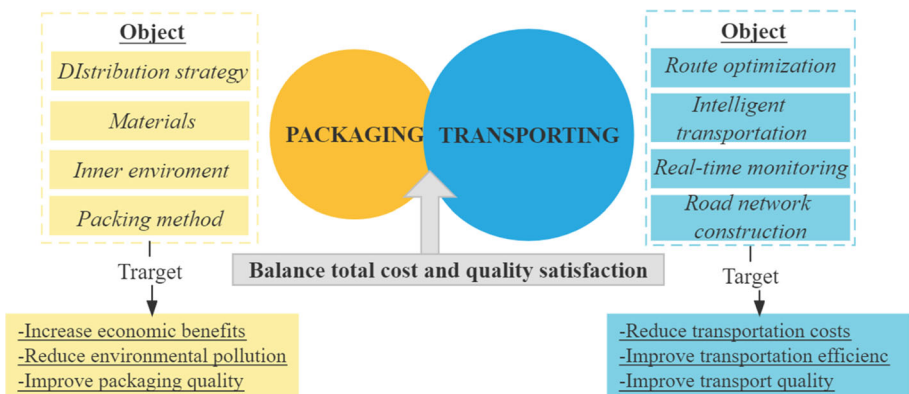 Object
DIstribution strategy
Materials
Inner enviroment
Packing method
Trarget
-Increase economic benefits
-Reduce environmental pollution
-Improve packaging quality
PACKAGING
TRANSPORTING
Balance total cost and quality satisfaction
Object
Route optimization
Intelligent
transportation
Real-time monitoring
Road network
construction
Target
-Reduce transportation costs
-Improve transportation efficienc
-Improve transport quality